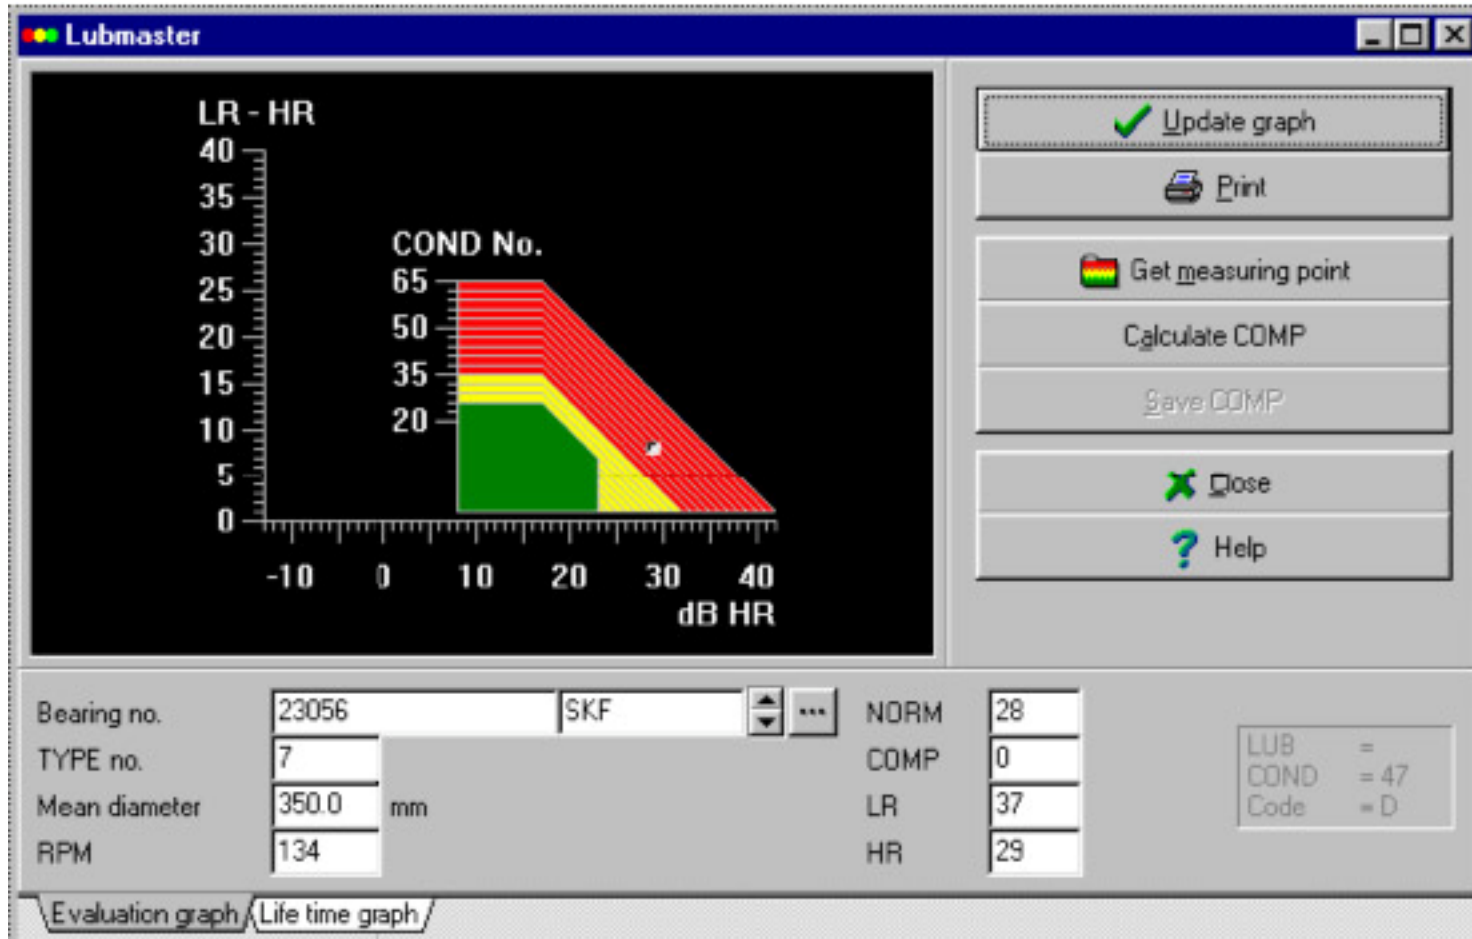 Lubmaster
LR - HR
40
35
30
25
20
15
10
5
0
COND No.
65
50
35
20
-10 0 10 20 30 40
dB HR
Update graph
Print
Get measuring point
Calculate COMP
Save COMP
Close
Help
Bearing no. 23056 SKF ... NORM 28
TYPE no. 7 COMP 0
Mean diameter 350.0 mm LR 37
RPM 134 HR 29
LUB =
COND = 47
Code = D
Evaluation graph Life time graph